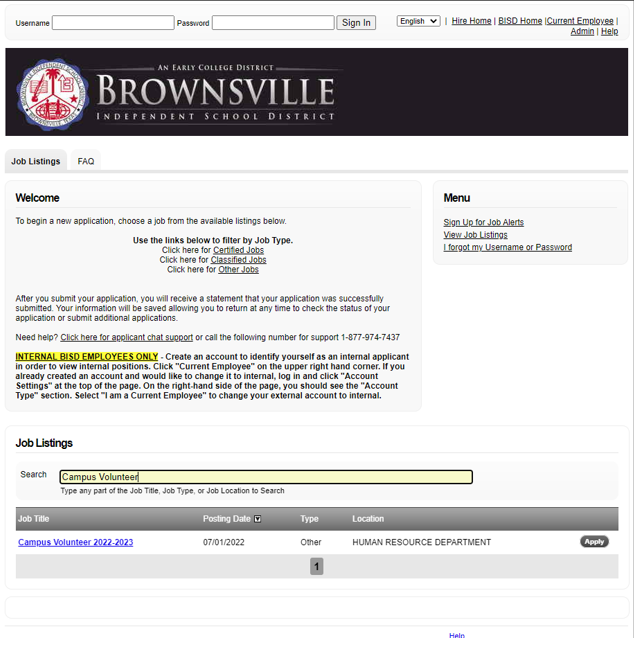 Username Password Sign In English | Hire Home | BISD Home |Current Employee |
Admin | Help
AN EARLY COLLEGE DISTRICT
BROWNSVILLE
INDEPENDENT SCHOOL DISTRICT
Job Listings FAQ
Welcome
To begin a new application, choose a job from the available listings below.
Use the links below to filter by Job Type.
Click here for Certified Jobs
Click here for Classified Jobs
Click here for Other Jobs
After you submit your application, you will receive a statement that your application was successfully
submitted. Your information will be saved allowing you to return at any time to check the status of your
application or submit additional applications.
Need help? Click here for applicant chat support or call the following number for support 1-877-974-7437
INTERNAL BISD EMPLOYEES ONLY - Create an account to identify yourself as an internal applicant
in order to view internal positions. Click "Current Employee" on the upper right hand corner. If you
already created an account and would like to change it to internal, log in and click "Account
Settings" at the top of the page. On the right-hand side of the page, you should see the "Account
Type" section. Select "I am a Current Employee" to change your external account to internal.
Menu
Sign Up for Job Alerts
View Job Listings
I forgot my Username or Password
Job Listings
Search Campus Volunteer
Type any part of the Job Title, Job Type, or Job Location to Search
Job Title Posting Date Type Location
Campus Volunteer 2022-2023 07/01/2022 Other HUMAN RESOURCE DEPARTMENT Apply
1
Help